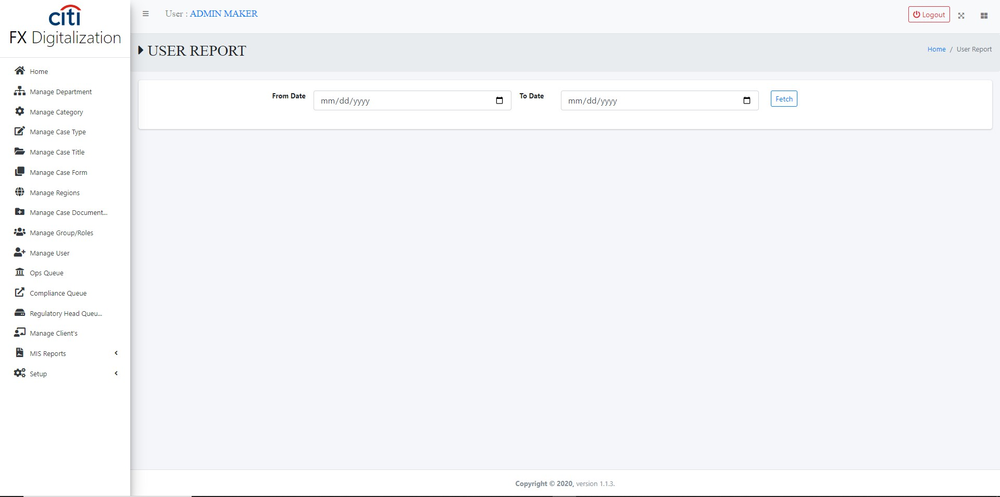 citi
FX Digitalization
User : ADMIN MAKER
Logout
USER REPORT
Home / User Report
Home
Manage Department
Manage Category
Manage Case Type
Manage Case Title
Manage Case Form
Manage Regions
Manage Case Document...
Manage Group/Roles
Manage User
Ops Queue
Compliance Queue
Regulatory Head Queu...
Manage Client's
MIS Reports
Setup
From Date mm/dd/yyyy To Date mm/dd/yyyy Fetch
Copyright © 2020, version 1.1.3.